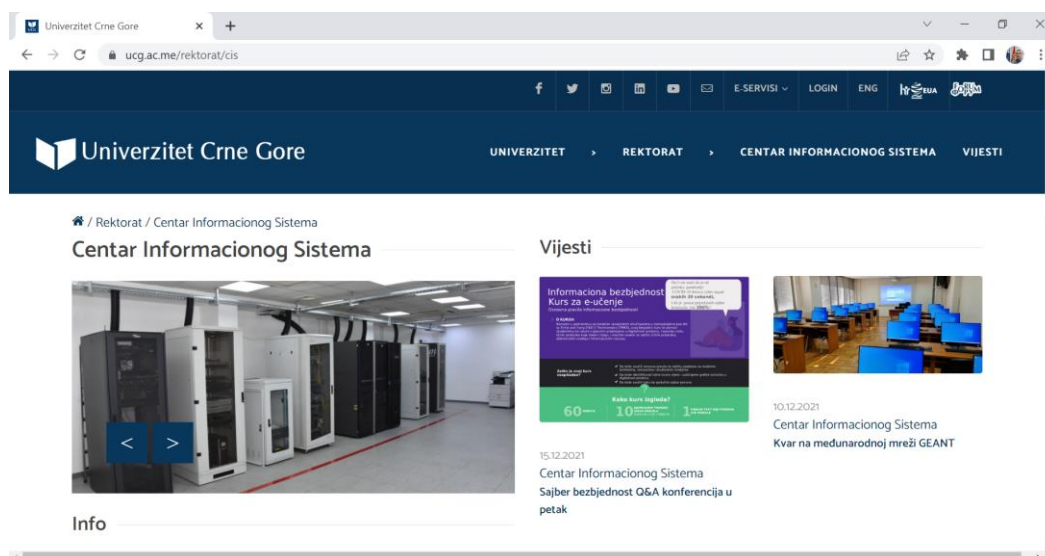 Univerzitet Crne Gore
ucg.ac.me/rektorat/cis
E-SERVISI LOGIN ENG EUA
Univerzitet Crne Gore
UNIVERZITET > REKTORAT > CENTAR INFORMACIONOG SISTEMA VIJESTI
/ Rektorat / Centar Informacionog Sistema
Centar Informacionog Sistema
< >
Info
Vijesti
Informaciona bezbjednost
Kurs za e-učenje
O KURSU
Kako kurs izgleda?
60 10 1
15.12.2021
Centar Informacionog Sistema
Sajber bezbjednost Q&A konferencija u
petak
10.12.2021
Centar Informacionog Sistema
Kvar na međunarodnoj mreži GEANT